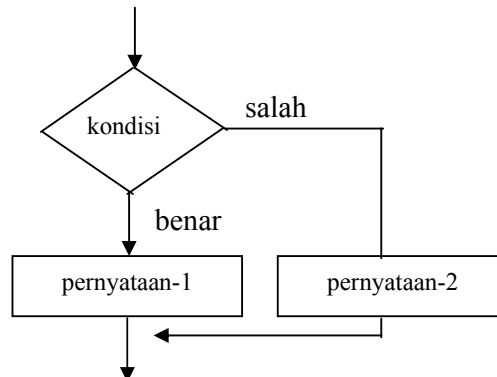 kondisi
salah
benar
pernyataan-1
pernyataan-2